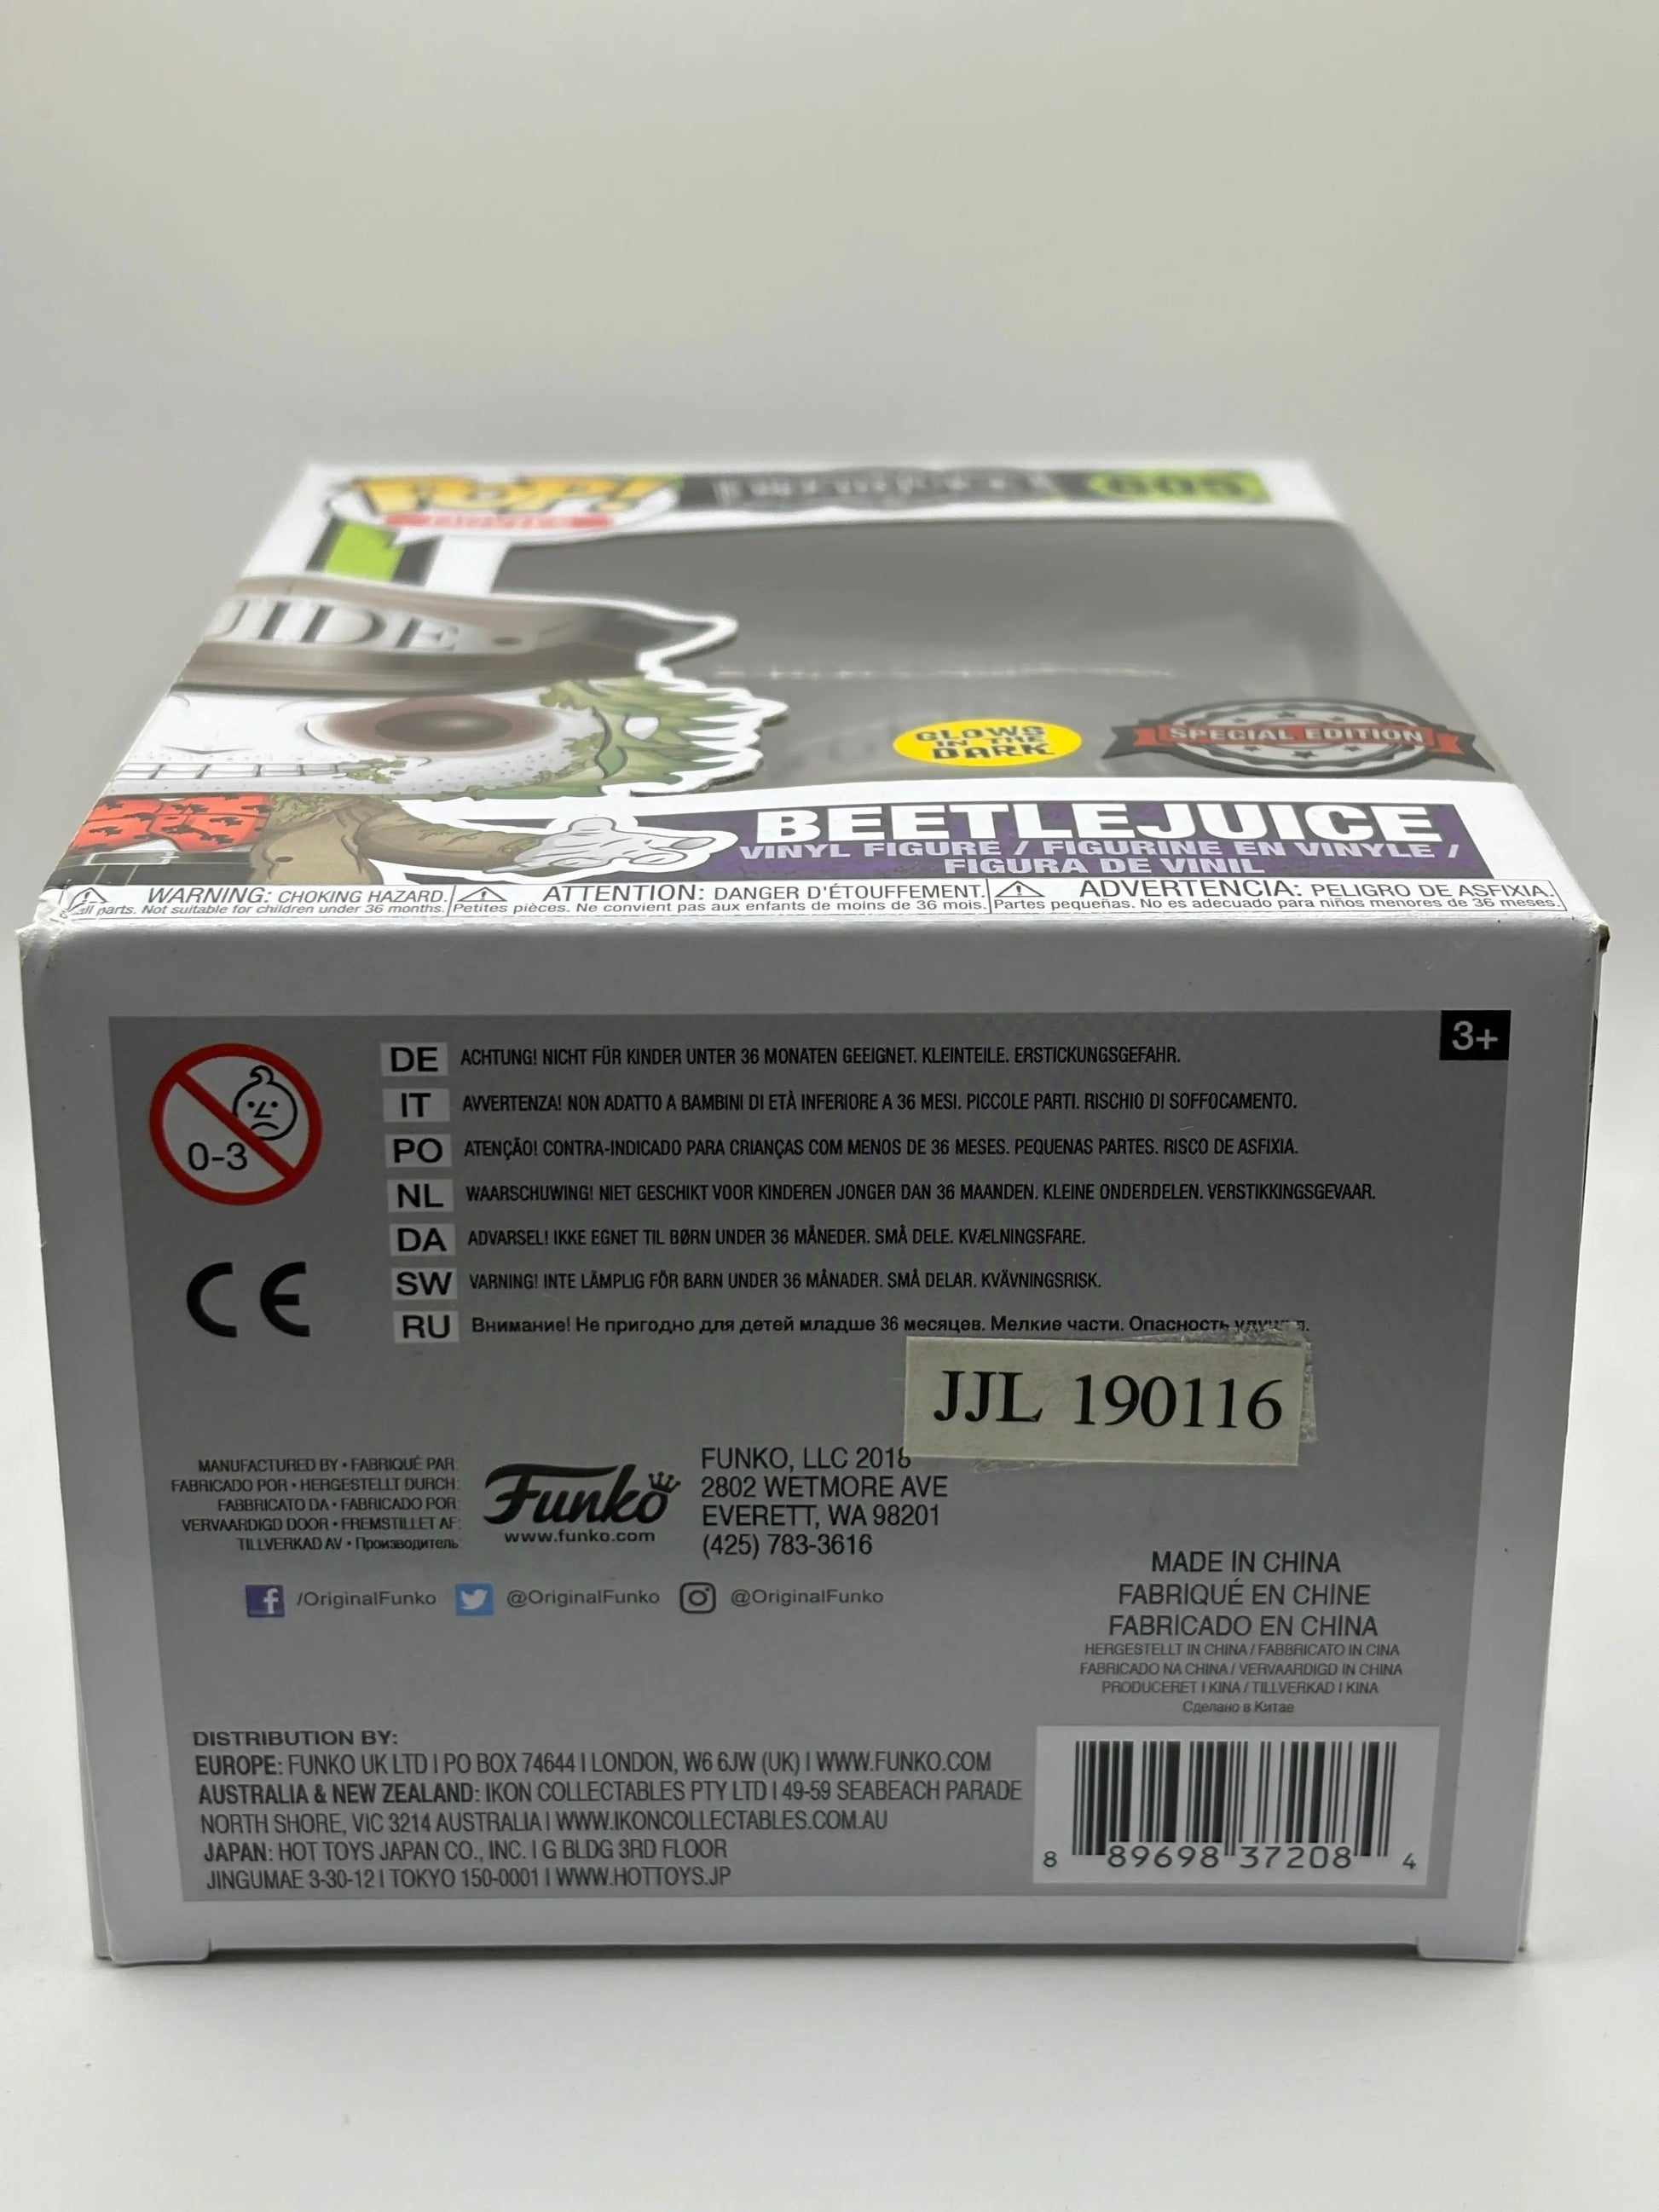 POP!
MOVIES
BEETLEJUICE
605
UIDE
GLOWS
IN THE
DARK
SPECIAL EDITION
BEETLEJUICE
VINYL FIGURE / FIGURINE EN VINYLE /
FIGURA DE VINIL
WARNING: CHOKING HAZARD. ATTENTION: DANGER D'ÉTOUFFEMENT. ADVERTENCIA: PELIGRO DE ASFIXIA.
parts. Not suitable for children under 36 months. Petites pièces. Ne convient pas aux enfants de moins de 36 mois. Partes pequeñas. No es adecuado para niños menores de 36 meses.
3+
0-3
DE ACHTUNG! NICHT FÜR KINDER UNTER 36 MONATEN GEEIGNET. KLEINTEILE. ERSTICKUNGSGEFAHR.
IT AVVERTENZA! NON ADATTO A BAMBINI DI ETÀ INFERIORE A 36 MESI. PICCOLE PARTI. RISCHIO DI SOFFOCAMENTO.
PO ATENÇÃO! CONTRA-INDICADO PARA CRIANÇAS COM MENOS DE 36 MESES. PEQUENAS PARTES. RISCO DE ASFIXIA.
NL WAARSCHUWING! NIET GESCHIKT VOOR KINDEREN JONGER DAN 36 MAANDEN. KLEINE ONDERDELEN. VERSTIKKINGSGEVAAR.
DA ADVARSEL! IKKE EGNET TIL BØRN UNDER 36 MÅNEDER. SMÅ DELE. KVÆLNINGSFARE.
SW VARNING! INTE LÄMPLIG FÖR BARN UNDER 36 MÅNADER. SMÅ DELAR. KVÄVNINGSRISK.
RU Внимание! Не пригодно для детей младше 36 месяцев. Мелкие части. Опасность
CE
JJL 190116
MANUFACTURED BY • FABRIQUÉ PAR:
FABRICADO POR • HERGESTELLT DURCH:
FABBRICATO DA • FABRICADO POR:
VERVAARDIGD DOOR • FREMSTILLET AF:
TILLVERKAD AV • Производитель:
Funko
www.funko.com
FUNKO, LLC 2018
2802 WETMORE AVE
EVERETT, WA 98201
(425) 783-3616
/OriginalFunko @OriginalFunko @OriginalFunko
MADE IN CHINA
FABRIQUÉ EN CHINE
FABRICADO EN CHINA
HERGESTELLT IN CHINA / FABBRICATO IN CINA
FABRICADO NA CHINA / VERVAARDIGD IN CHINA
PRODUCERET I KINA / TILLVERKAD I KINA
Сделано в Китае
DISTRIBUTION BY:
EUROPE: FUNKO UK LTD | PO BOX 74644 | LONDON, W6 6JW (UK) | WWW.FUNKO.COM
AUSTRALIA & NEW ZEALAND: IKON COLLECTABLES PTY LTD | 49-59 SEABEACH PARADE
NORTH SHORE, VIC 3214 AUSTRALIA | WWW.IKONCOLLECTABLES.COM.AU
JAPAN: HOT TOYS JAPAN CO., INC. | G BLDG 3RD FLOOR
JINGUMAE 3-30-12 | TOKYO 150-0001 | WWW.HOTTOYS.JP
8 89698 37208 4